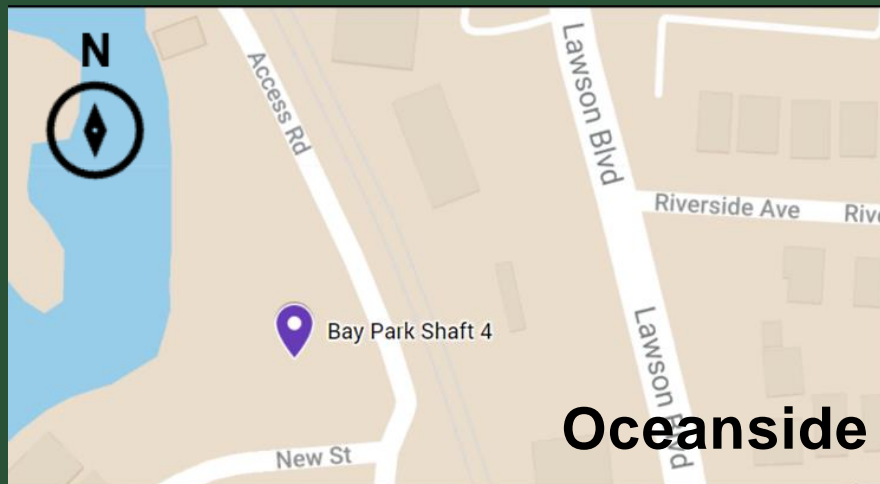 N
Access Rd
Lawson Blvd
Riverside Ave
Rive
Bay Park Shaft 4
Lawson Blvd
Oceanside
New St